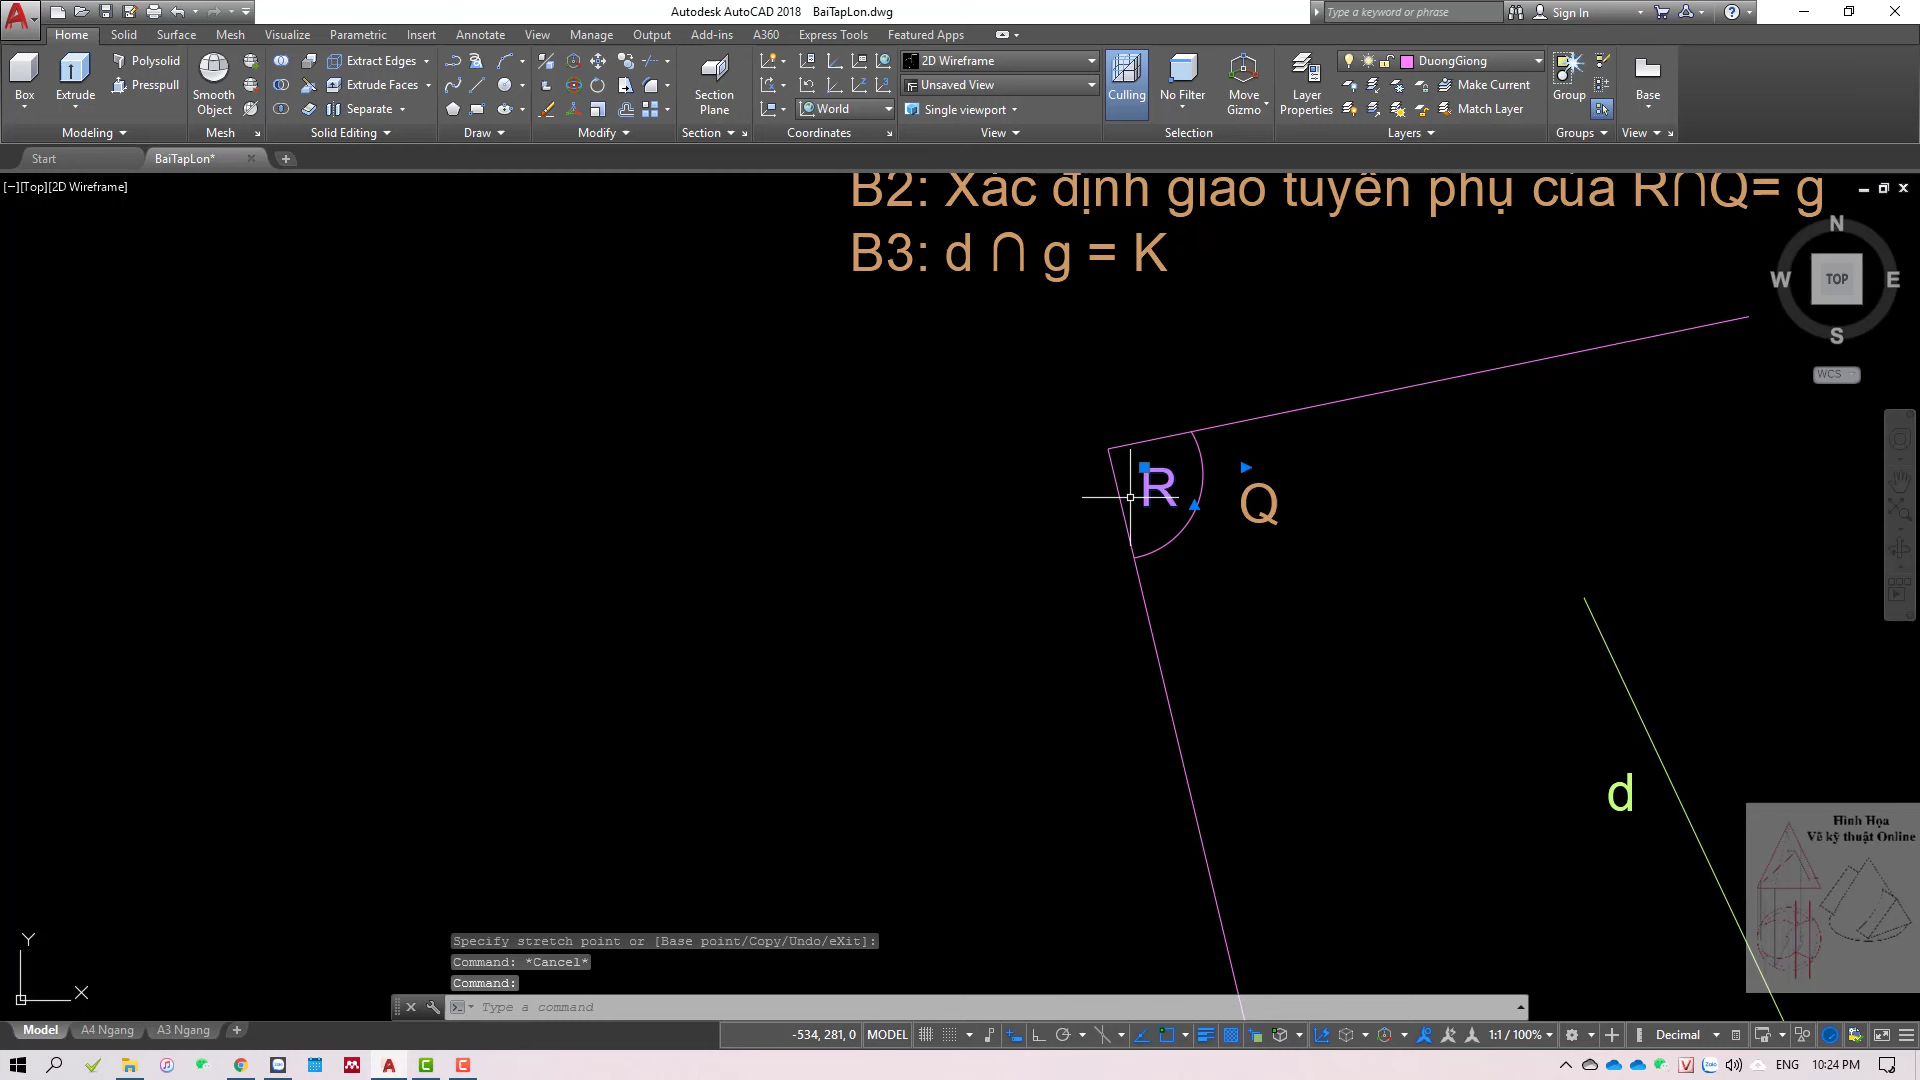 Autodesk AutoCAD 2018 BaiTapLon.dwg
Type a keyword or phrase
Sign In
Home Solid Surface Mesh Visualize Parametric Insert Annotate View Manage Output Add-ins A360 Express Tools Featured Apps
Box
Extrude
Polysolid
Presspull
Smooth
Object
Extract Edges
Extrude Faces
Separate
Section
Plane
World
2D Wireframe
Unsaved View
Single viewport
Culling
No Filter
Move
Gizmo
Layer
Properties
DuongGiong
Make Current
Match Layer
Group
Base
Modeling Mesh Solid Editing Draw Modify Section Coordinates View Selection Layers Groups View
Start BaiTapLon*
[−][Top][2D Wireframe]
B2: Xác định giao tuyến phụ của R∩Q= g
B3: d ∩ g = K
N
W TOP E
S
WCS
R
Q
d
Hình Họa
Vẽ kỹ thuật Online
Y
X
Specify stretch point or [Base point/Copy/Undo/eXit]:
Command: *Cancel*
Command:
Type a command
Model A4 Ngang A3 Ngang
-534, 281, 0 MODEL 1:1 / 100% Decimal
ENG 10:24 PM